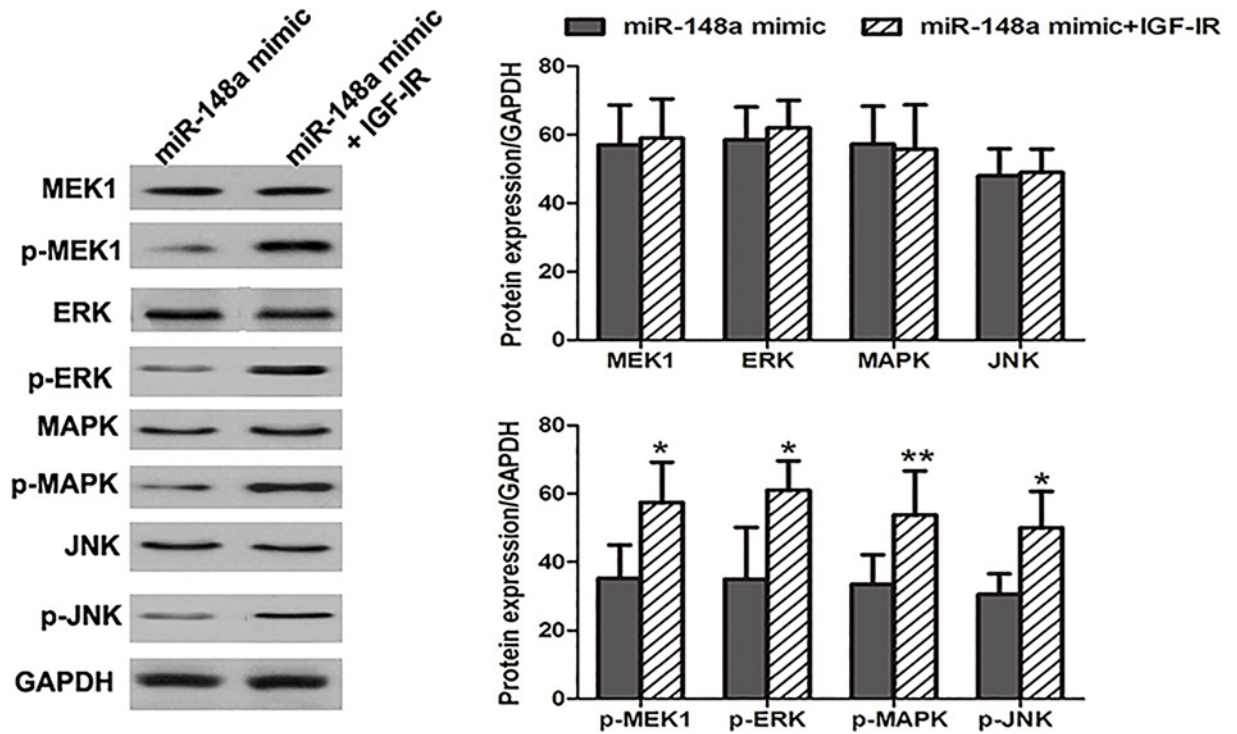 miR-148a mimic
miR-148a mimic
+ IGF-IR
MEK1
p-MEK1
ERK
p-ERK
MAPK
p-MAPK
JNK
p-JNK
GAPDH
miR-148a mimic
miR-148a mimic+IGF-IR
Protein expression/GAPDH
80
60
40
20
0
MEK1
ERK
MAPK
JNK
Protein expression/GAPDH
80
60
40
20
0
*
*
**
*
p-MEK1
p-ERK
p-MAPK
p-JNK